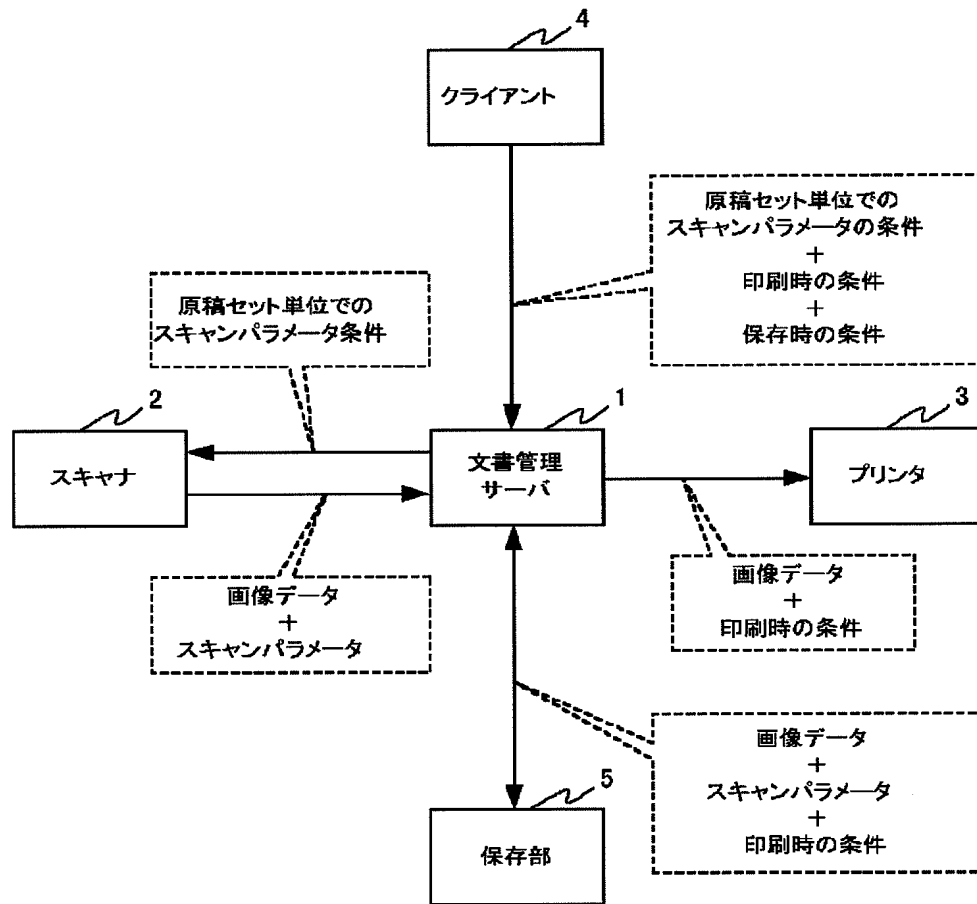 4
クライアント
原稿セット単位での
スキャンパラメータの条件
+
印刷時の条件
+
保存時の条件
原稿セット単位での
スキャンパラメータ条件
2
スキャナ
1
文書管理
サーバ
3
プリンタ
画像データ
+
スキャンパラメータ
画像データ
+
印刷時の条件
5
保存部
画像データ
+
スキャンパラメータ
+
印刷時の条件